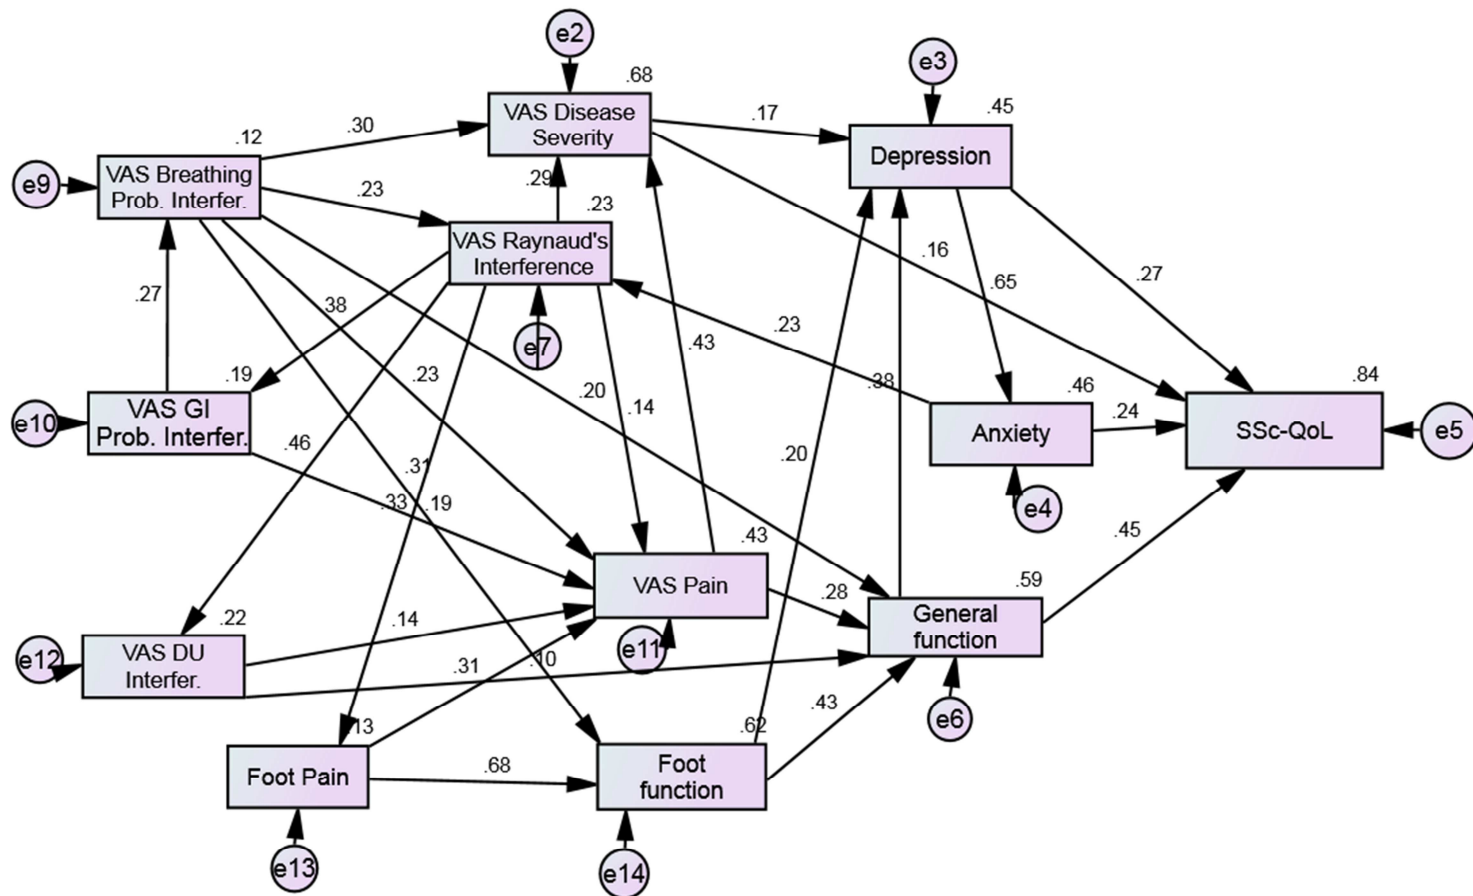 e2
e3
.68
.45
VAS Disease
Severity
.17
.12
.30
Depression
e9
VAS Breathing
Prob. Interfer.
.23
.29
.23
VAS Raynaud's
Interference
.16
.65
.27
.27
.38
e7
.23
.43
.19
.23
.20
.38
.46
.84
e10
VAS GI
Prob. Interfer.
.14
Anxiety
.24
SSc-QoL
e5
.46
.31
.20
.33
.19
e4
.43
.45
VAS Pain
.28
.59
General
function
.22
.14
e12
VAS DU
Interfer.
e11
.10
.31
e6
.43
.13
.62
Foot Pain
.68
Foot
function
e13
e14